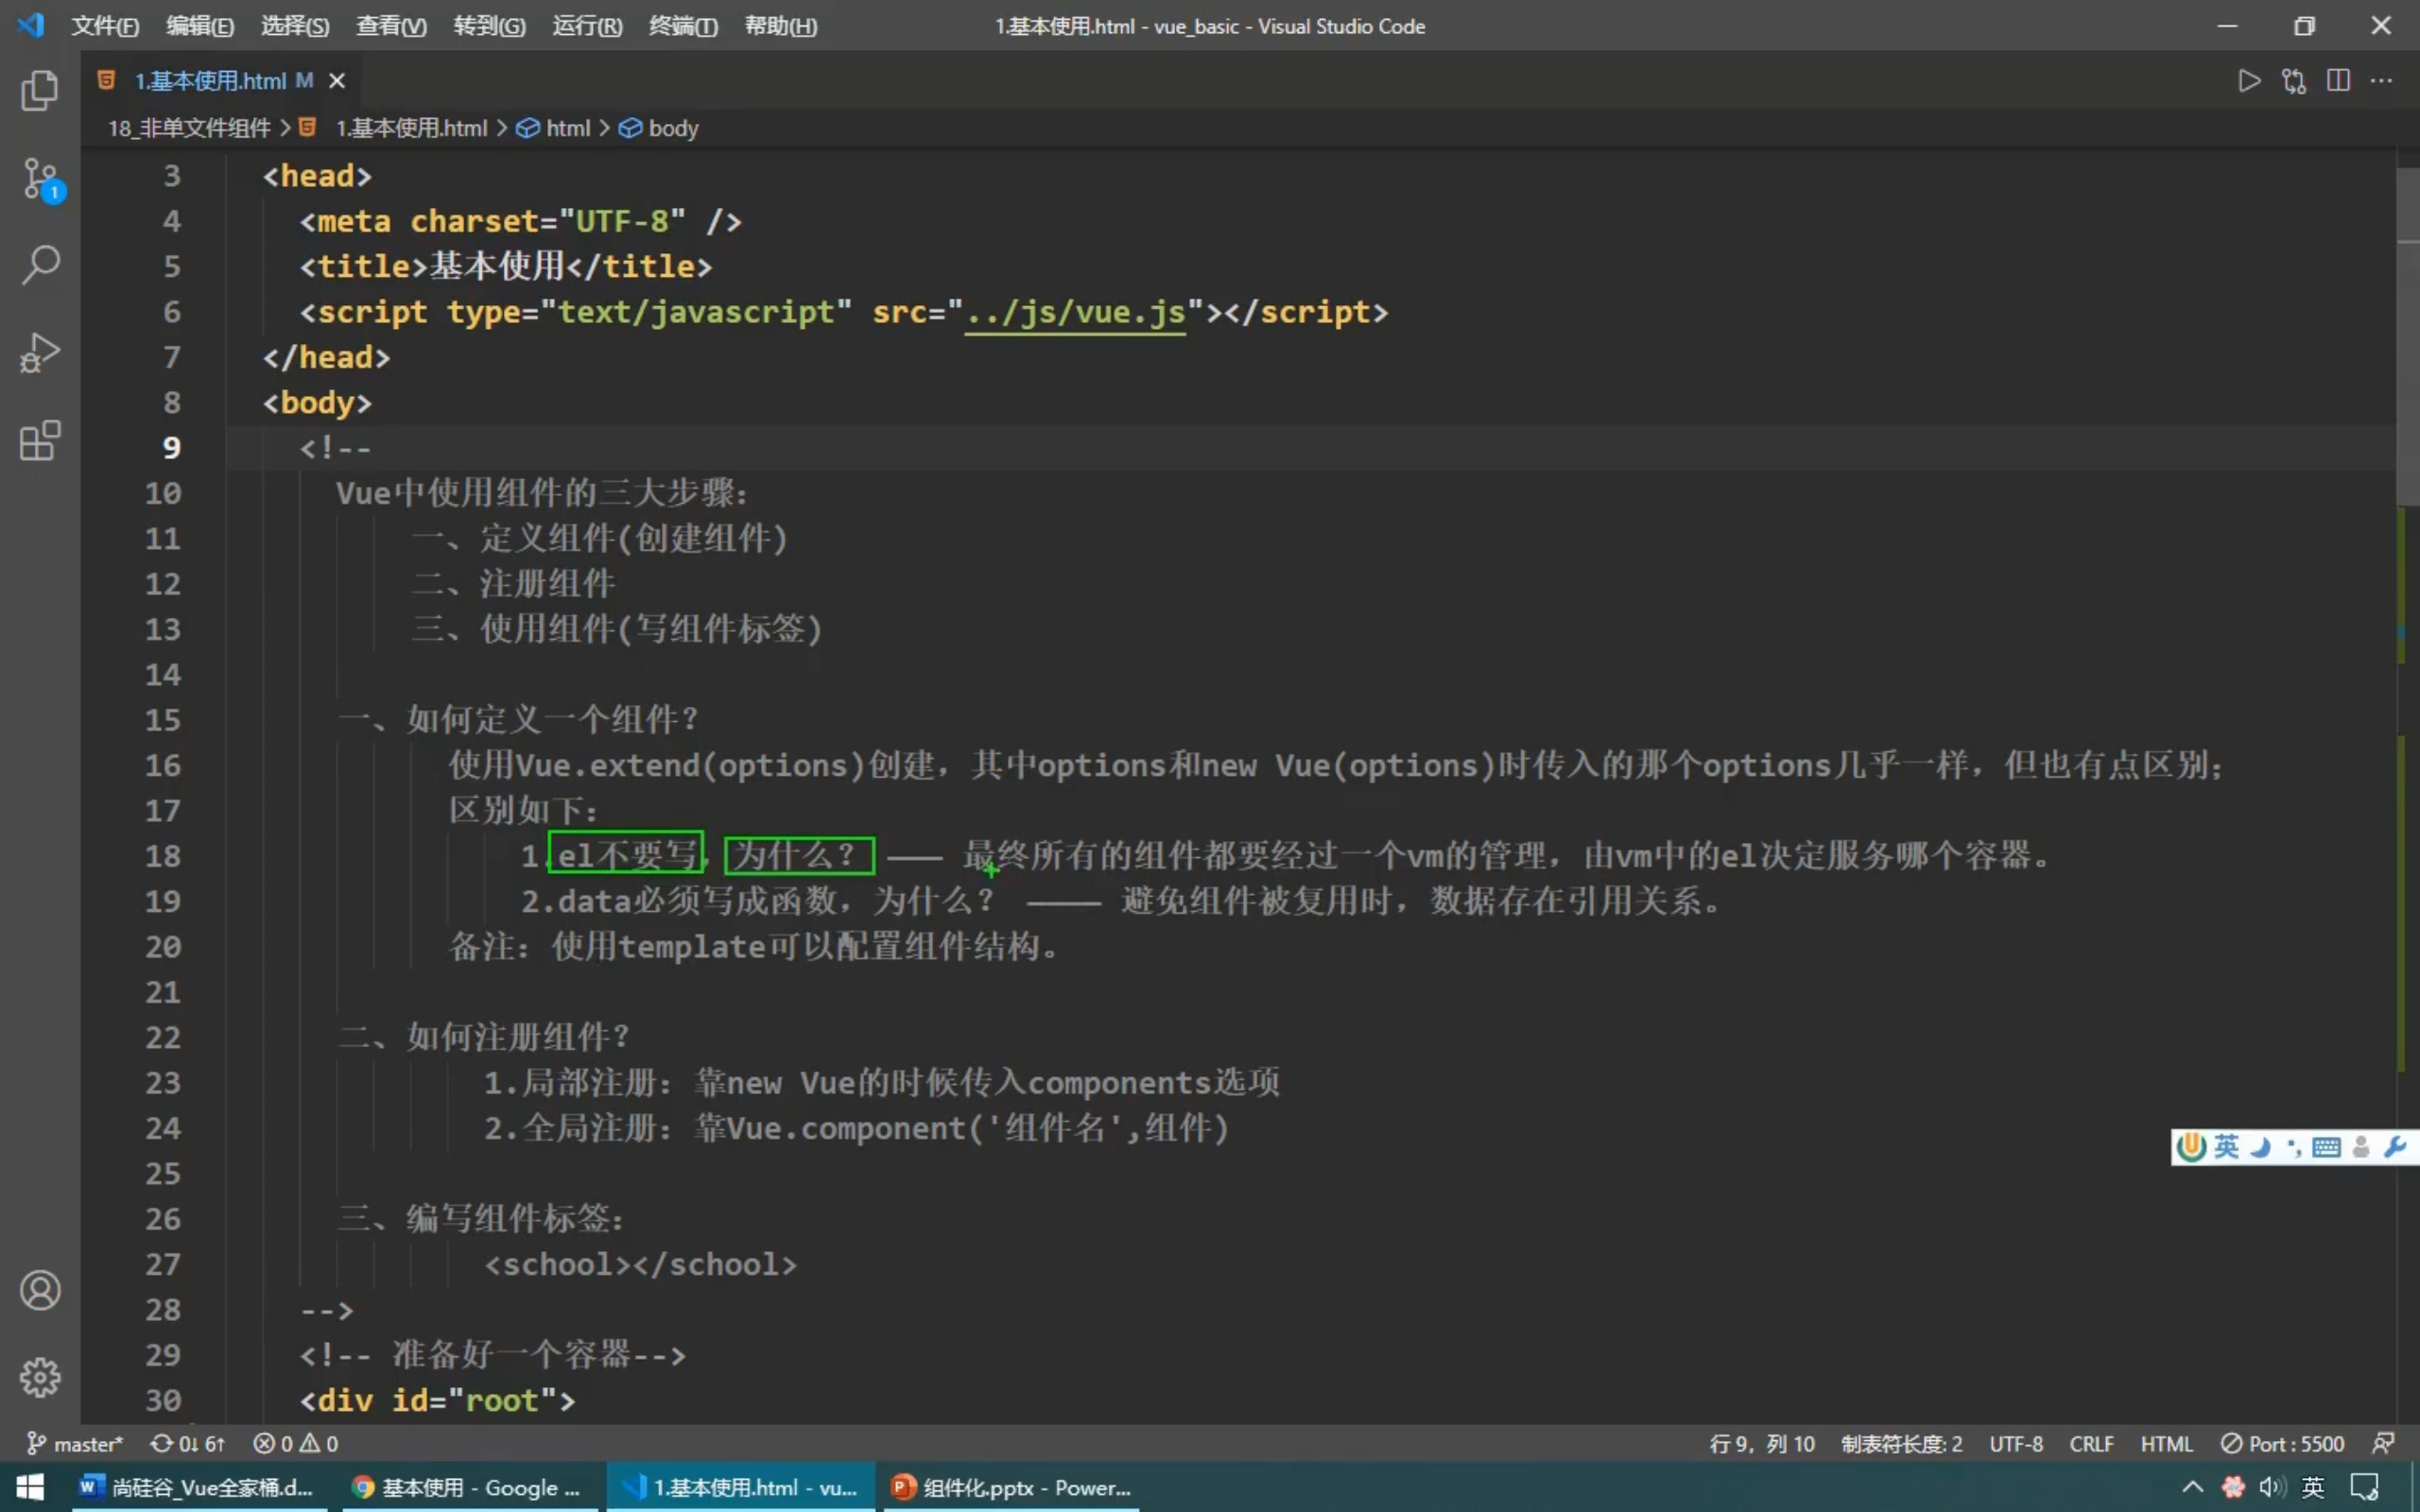 文件(F) 编辑(E) 选择(S) 查看(V) 转到(G) 运行(R) 终端(T) 帮助(H) 1.基本使用.html - vue_basic - Visual Studio Code
1.基本使用.html M
18_非单文件组件 > 1.基本使用.html > html > body
3 <head>
4 <meta charset="UTF-8" />
5 <title>基本使用</title>
6 <script type="text/javascript" src="../js/vue.js"></script>
7 </head>
8 <body>
9 <!--
10 Vue中使用组件的三大步骤：
11 一、定义组件(创建组件)
12 二、注册组件
13 三、使用组件(写组件标签)
14
15 一、如何定义一个组件？
16 使用Vue.extend(options)创建，其中options和new Vue(options)时传入的那个options几乎一样，但也有点区别；
17 区别如下：
18 1.el不要写，为什么？ ——— 最终所有的组件都要经过一个vm的管理，由vm中的el决定服务哪个容器。
19 2.data必须写成函数，为什么？ ———— 避免组件被复用时，数据存在引用关系。
20 备注：使用template可以配置组件结构。
21
22 二、如何注册组件？
23 1.局部注册：靠new Vue的时候传入components选项
24 2.全局注册：靠Vue.component('组件名',组件)
25
26 三、编写组件标签：
27 <school></school>
28 -->
29 <!-- 准备好一个容器-->
30 <div id="root">
1
英
master* 0↓ 6↑ 0 0 行 9，列 10 制表符长度: 2 UTF-8 CRLF HTML Port : 5500
尚硅谷_Vue全家桶.d... 基本使用 - Google ... 1.基本使用.html - vu... 组件化.pptx - Power... 英